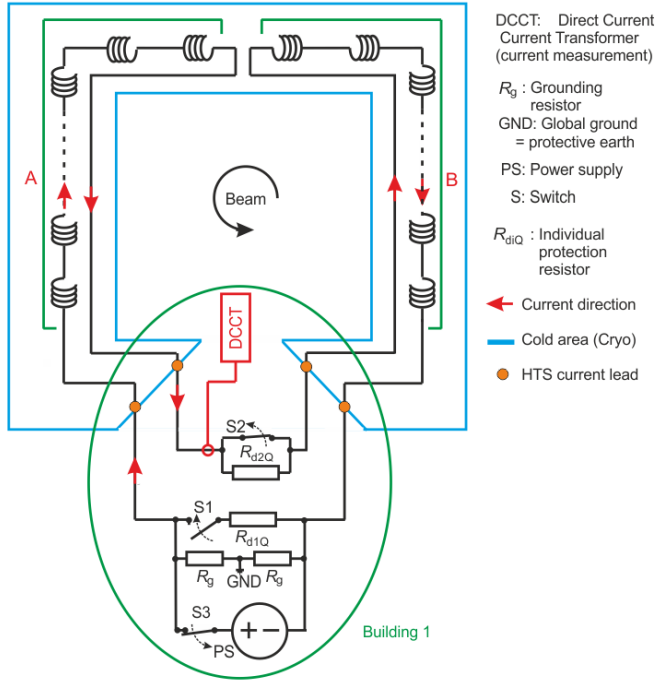 DCCT: Direct Current
Current Transformer
(current measurement)
Rg : Grounding
resistor
GND: Global ground
= protective earth
PS: Power supply
S: Switch
RdiQ : Individual
protection
resistor
Current direction
Cold area (Cryo)
HTS current lead
A
B
Beam
DCCT
S2
Rd2Q
S1
Rd1Q
Rg
GND
Rg
S3
+ −
PS
Building 1